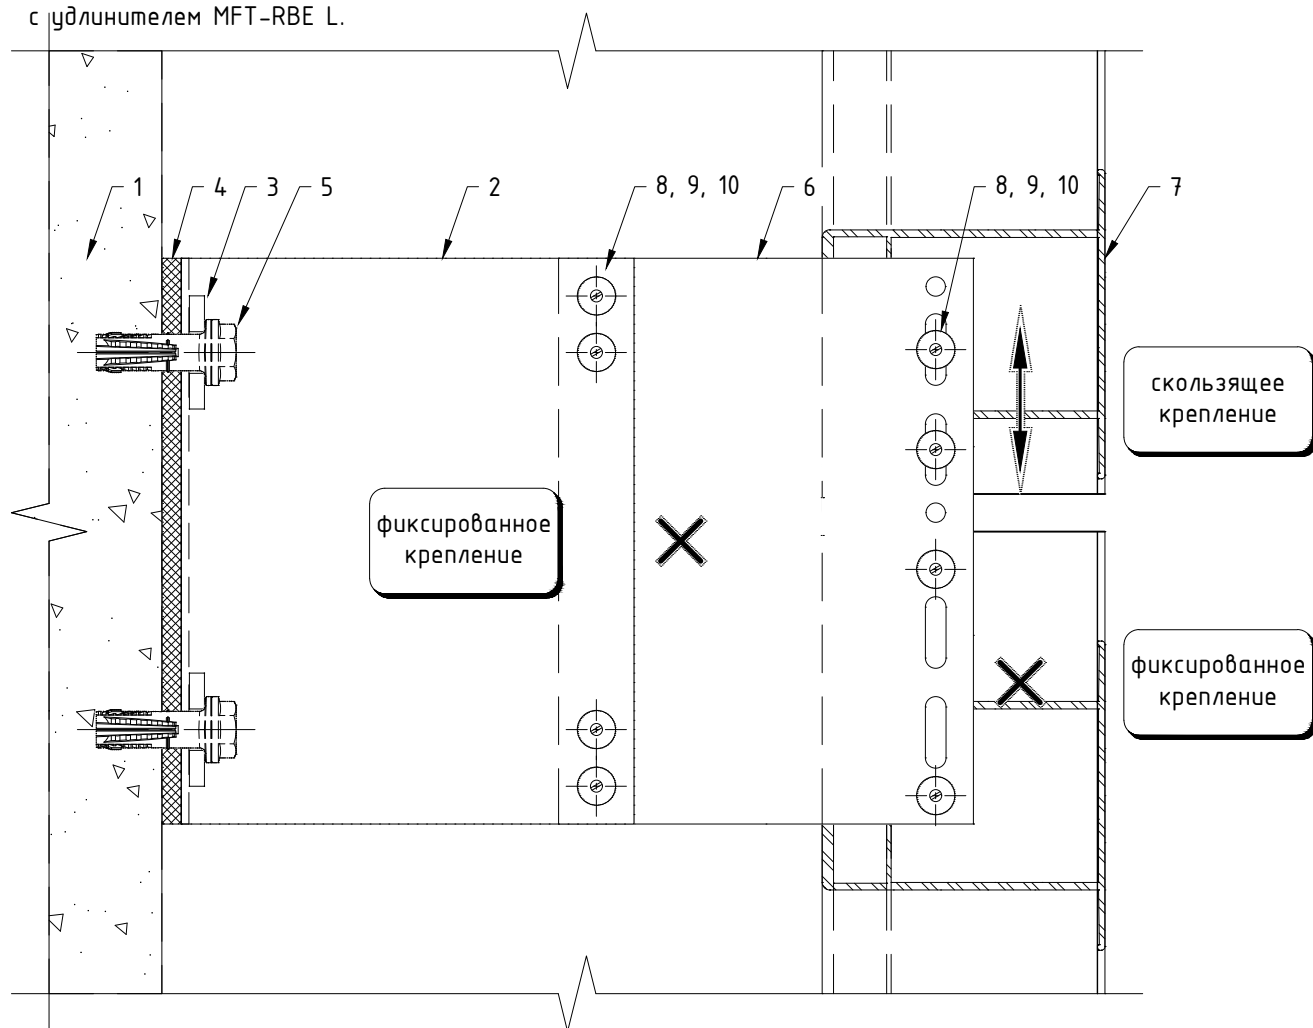 с удлинителем MFT-RBE L.
1
4
3
5
2
8, 9, 10
6
8, 9, 10
7
скользящее
крепление
фиксированное
крепление
фиксированное
крепление